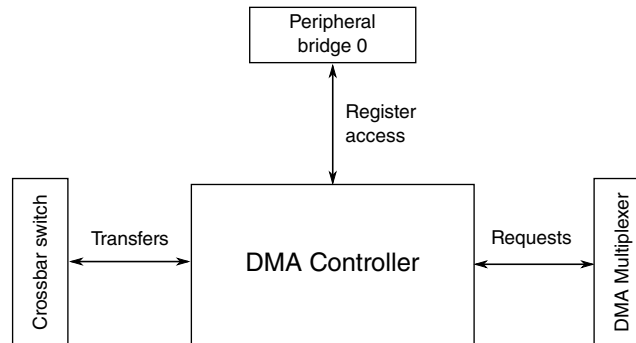 Peripheral
bridge 0
Register
access
Crossbar switch
Transfers
DMA Controller
Requests
DMA Multiplexer